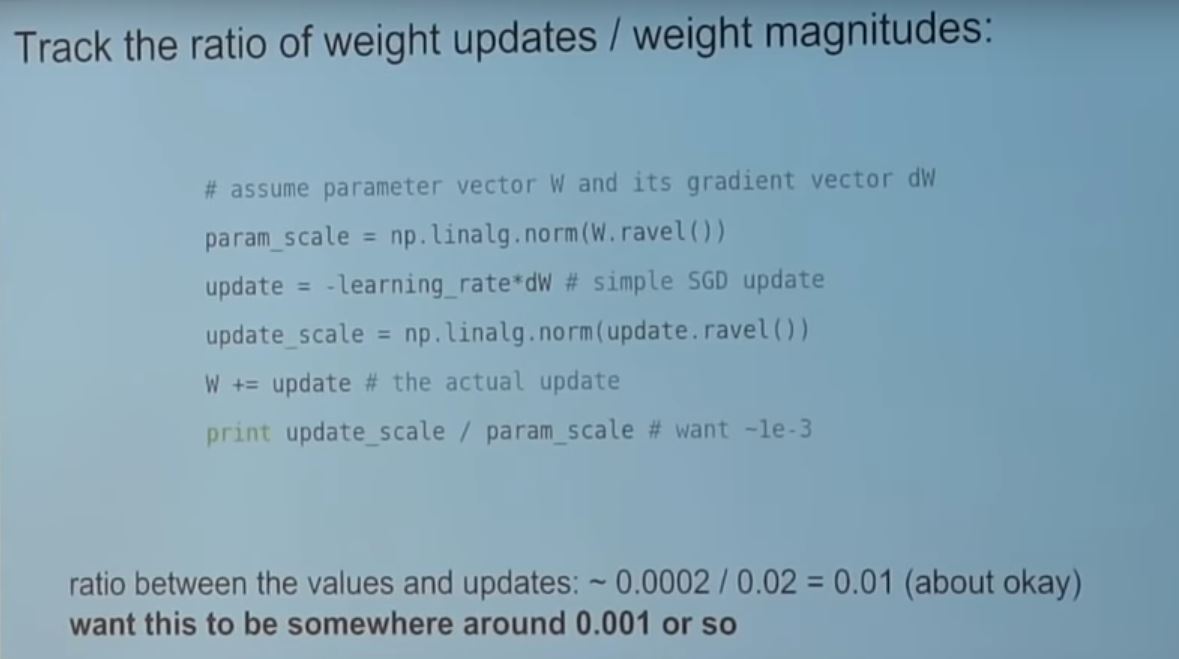 Track the ratio of weight updates / weight magnitudes:
# assume parameter vector W and its gradient vector dW
param_scale = np.linalg.norm(W.ravel())
update = -learning_rate*dW # simple SGD update
update_scale = np.linalg.norm(update.ravel())
W += update # the actual update
print update_scale / param_scale # want ~1e-3
ratio between the values and updates: ~ 0.0002 / 0.02 = 0.01 (about okay)
want this to be somewhere around 0.001 or so